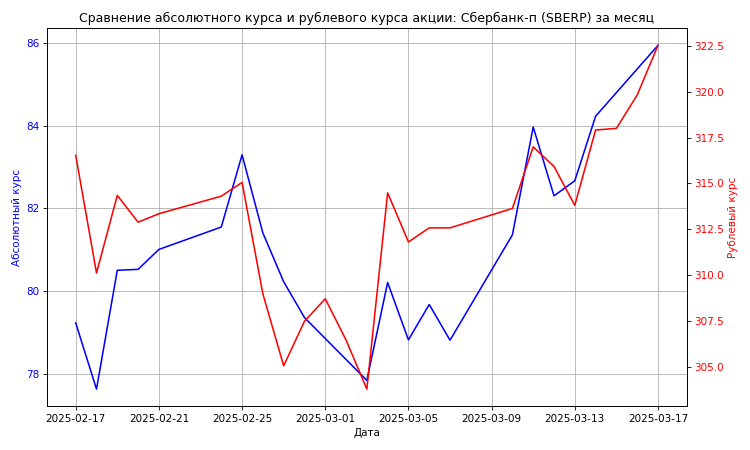 Сравнение абсолютного курса и рублевого курса акции: Сбербанк-п (SBERP) за месяц
86
84
82
80
78
Абсолютный курс
322.5
320.0
317.5
315.0
312.5
310.0
307.5
305.0
Рублевый курс
2025-02-17 2025-02-21 2025-02-25 2025-03-01 2025-03-05 2025-03-09 2025-03-13 2025-03-17
Дата